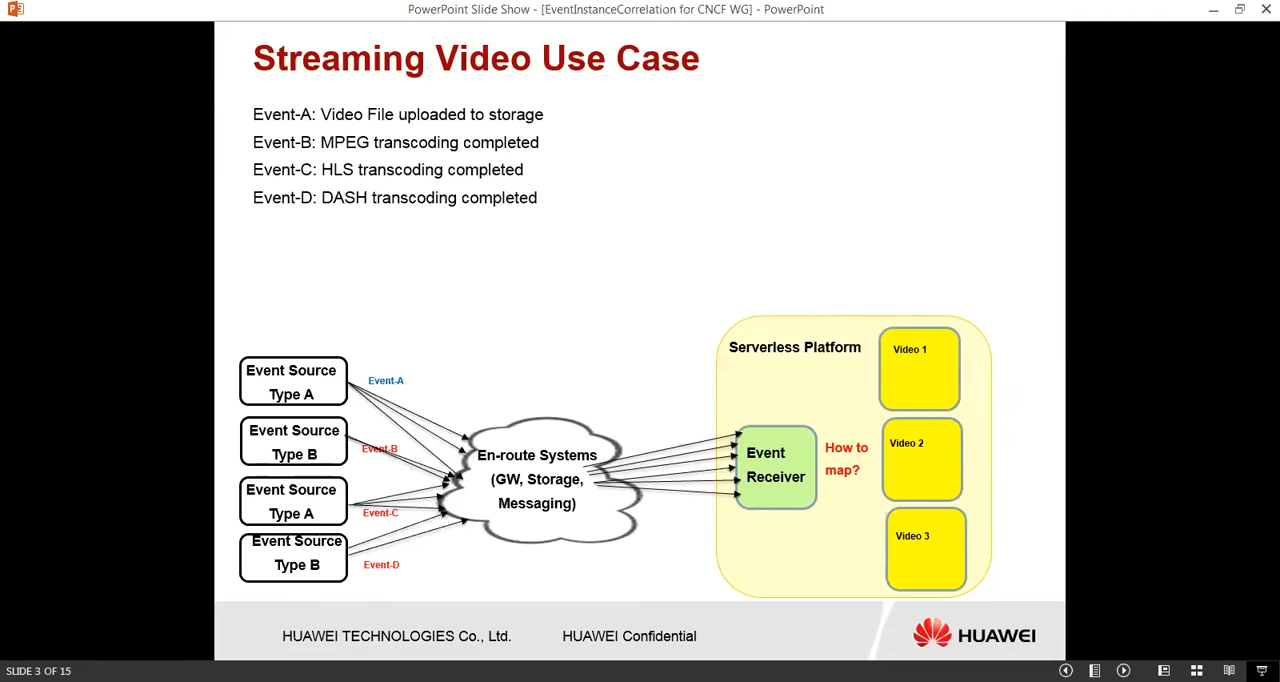 PowerPoint Slide Show - [EventInstanceCorrelation for CNCF WG] - PowerPoint
Streaming Video Use Case
Event-A: Video File uploaded to storage
Event-B: MPEG transcoding completed
Event-C: HLS transcoding completed
Event-D: DASH transcoding completed
Event Source
Type A
Event-A
Event Source
Type B
Event-B
Event Source
Type A
Event-C
Event Source
Type B
Event-D
En-route Systems
(GW, Storage,
Messaging)
Serverless Platform
Event
Receiver
How to
map?
Video 1
Video 2
Video 3
HUAWEI TECHNOLOGIES Co., Ltd.
HUAWEI Confidential
HUAWEI
SLIDE 3 OF 15